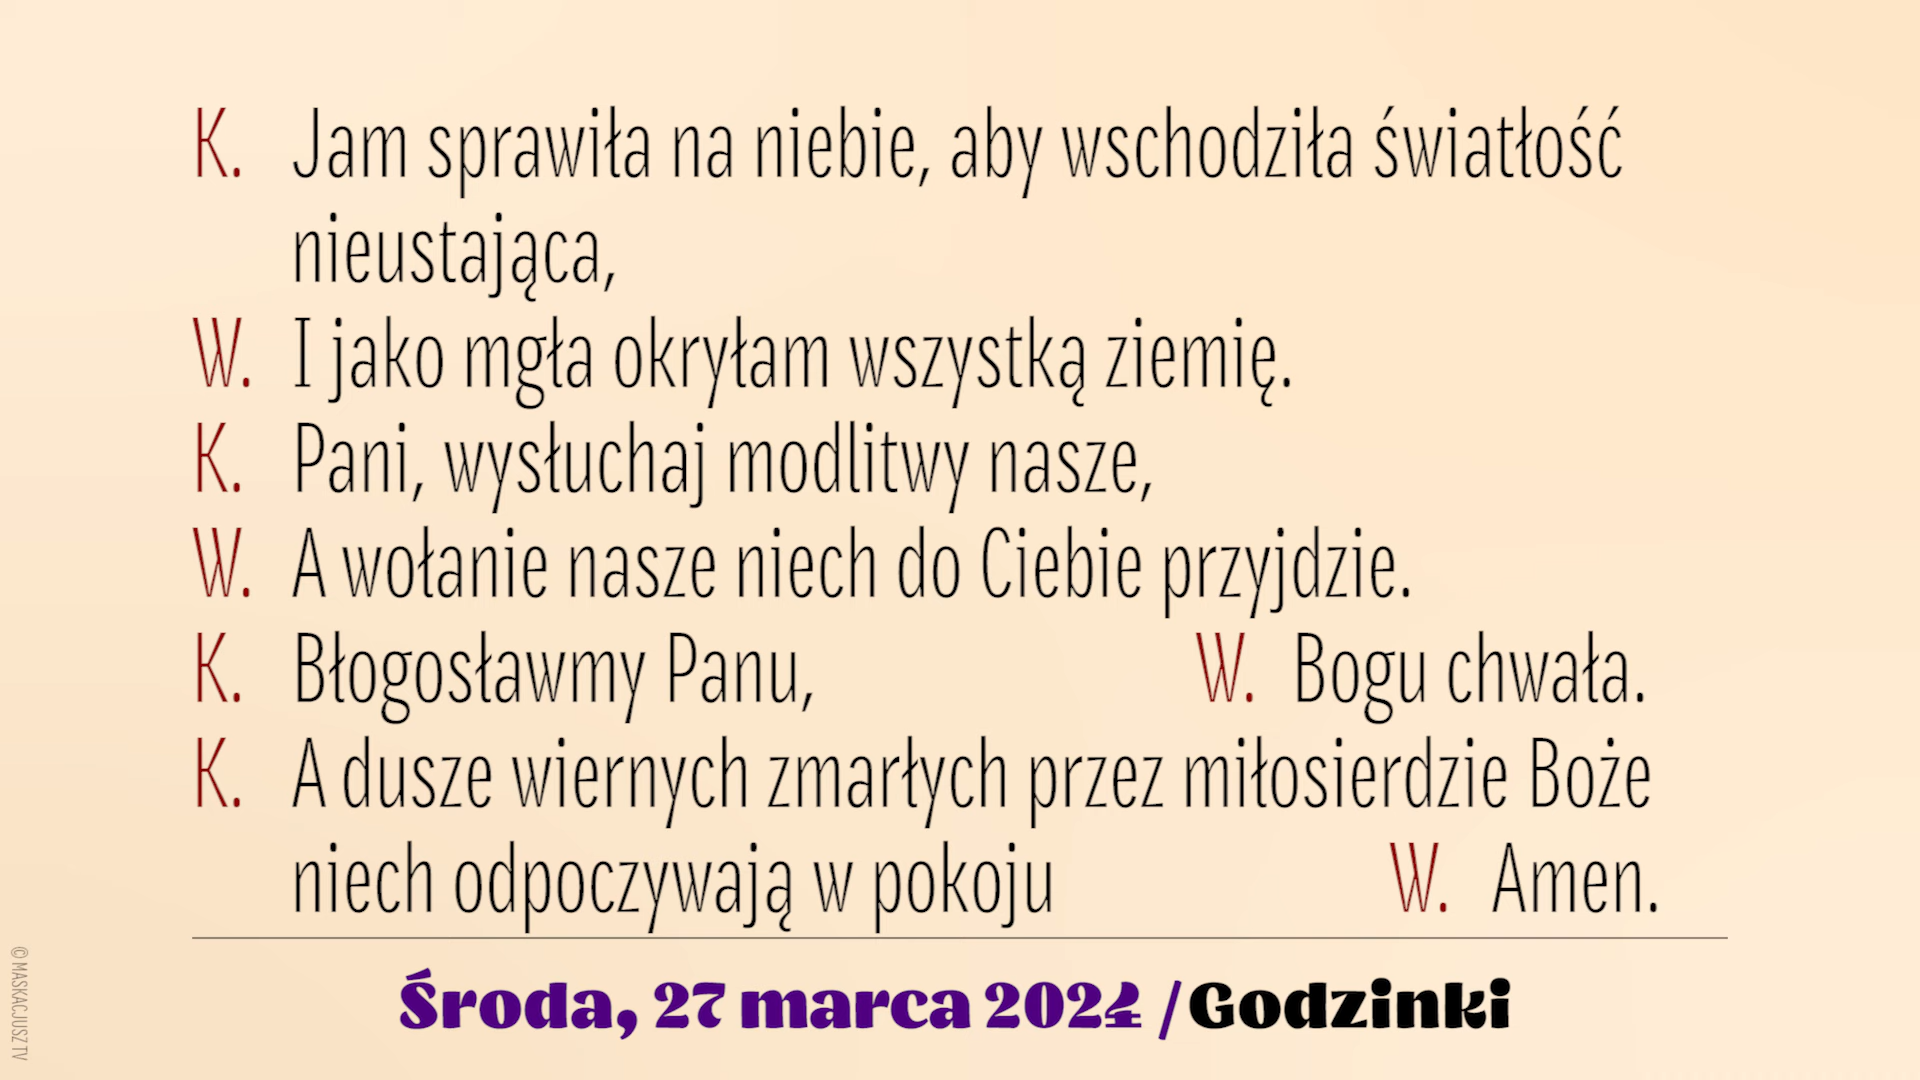 K. Jam sprawiła na niebie, aby wschodziła światłość
nieustająca,
W. I jako mgła okryłam wszystką ziemię.
K. Pani, wysłuchaj modlitwy nasze,
W. A wołanie nasze niech do Ciebie przyjdzie.
K. Błogosławmy Panu, W. Bogu chwała.
K. A dusze wiernych zmarłych przez miłosierdzie Boże
niech odpoczywają w pokoju W. Amen.
Środa, 27 marca 2024 / Godzinki
© MASKACJUSZ TV